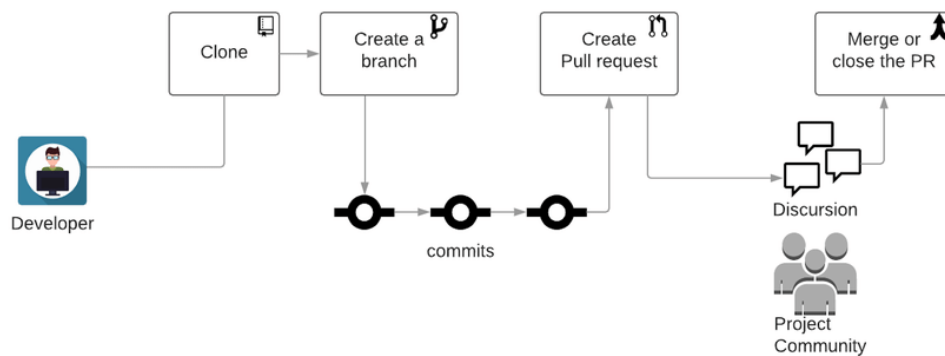 Clone
Create a
branch
Create
Pull request
Merge or
close the PR
Developer
commits
Discursion
Project
Community